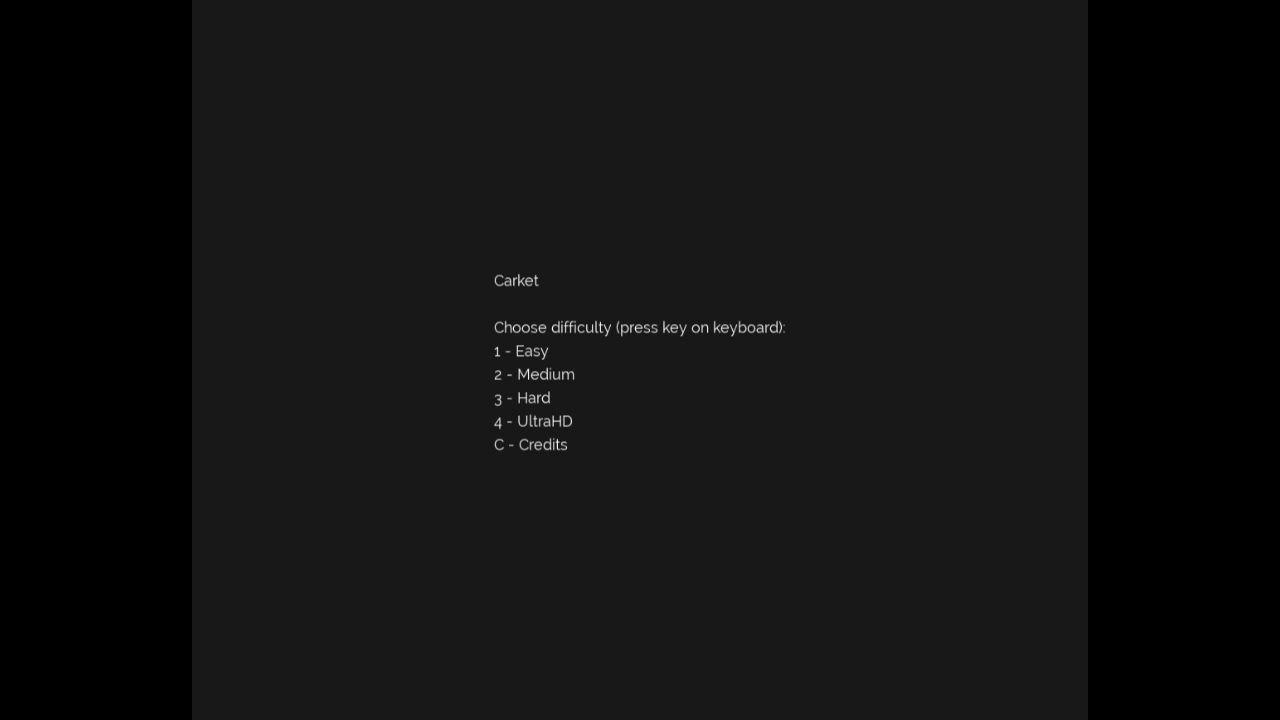 Carket
Choose difficulty (press key on keyboard):
1 - Easy
2 - Medium
3 - Hard
4 - UltraHD
C - Credits